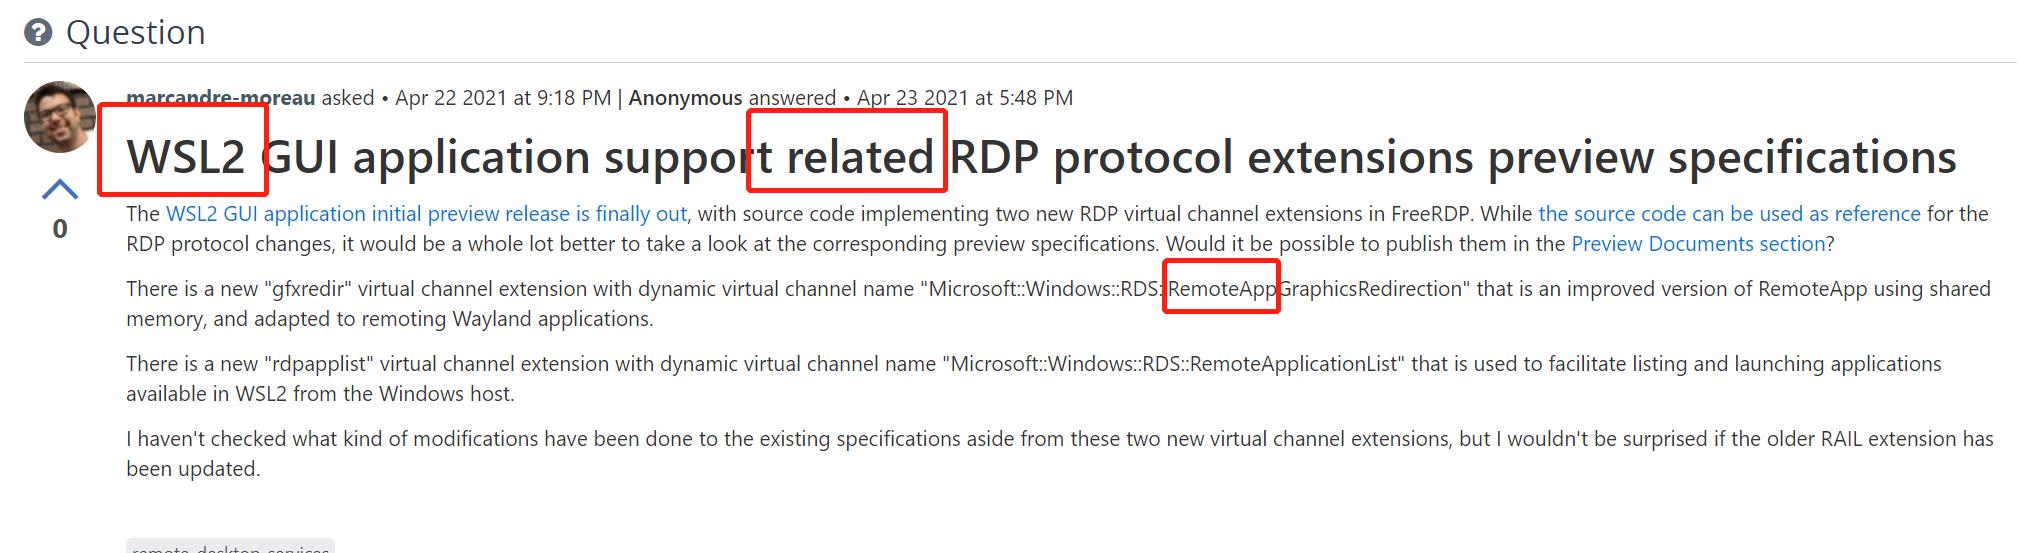 Question
marcandre-moreau asked • Apr 22 2021 at 9:18 PM | Anonymous answered • Apr 23 2021 at 5:48 PM
WSL2 GUI application support related RDP protocol extensions preview specifications
The WSL2 GUI application initial preview release is finally out, with source code implementing two new RDP virtual channel extensions in FreeRDP. While the source code can be used as reference for the
RDP protocol changes, it would be a whole lot better to take a look at the corresponding preview specifications. Would it be possible to publish them in the Preview Documents section?
0
There is a new "gfxredir" virtual channel extension with dynamic virtual channel name "Microsoft::Windows::RDS::RemoteAppGraphicsRedirection" that is an improved version of RemoteApp using shared
memory, and adapted to remoting Wayland applications.
There is a new "rdpapplist" virtual channel extension with dynamic virtual channel name "Microsoft::Windows::RDS::RemoteApplicationList" that is used to facilitate listing and launching applications
available in WSL2 from the Windows host.
I haven't checked what kind of modifications have been done to the existing specifications aside from these two new virtual channel extensions, but I wouldn't be surprised if the older RAIL extension has
been updated.
remote-desktop-services